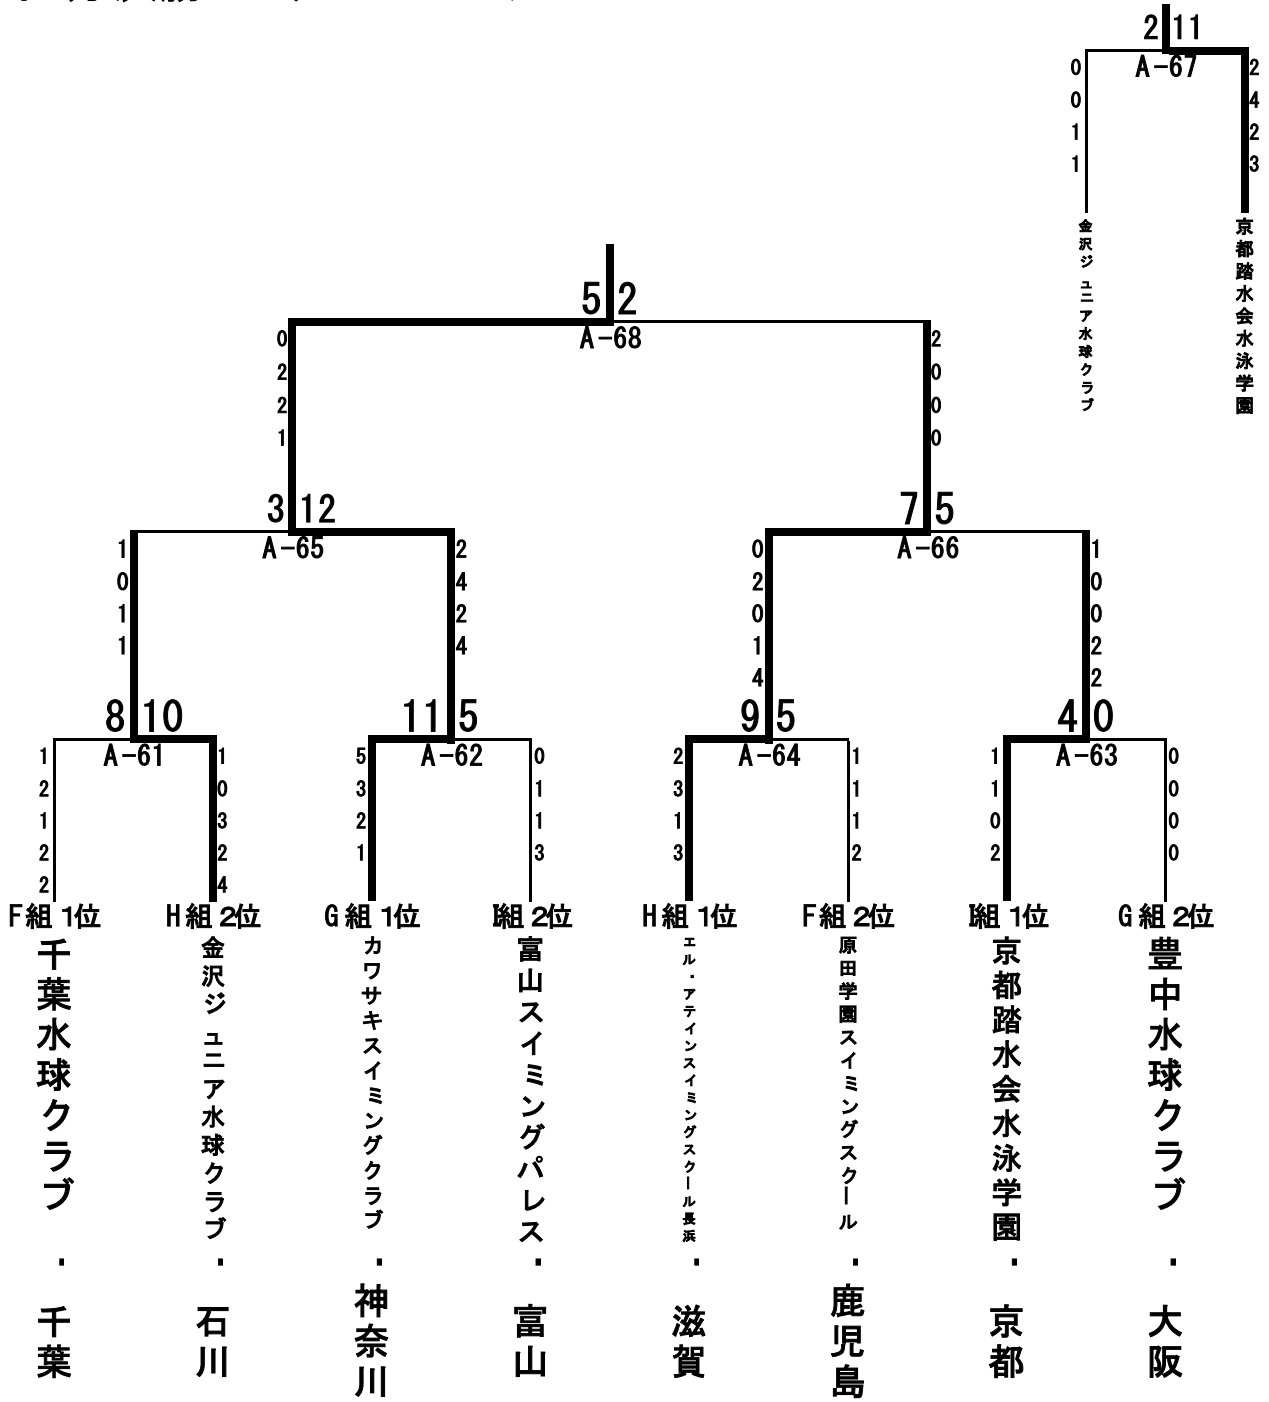 2 11
A-67
0 0 1 1
2 4 2 3
金沢ジュニア水球クラブ
京都踏水会水泳学園
5 2
A-68
0 2 2 1
2 0 0 0
3 12
A-65
1 0 1 1
2 4 2 4
7 5
A-66
0 2 0 1 4
1 0 0 2 2
8 10
A-61
1 2 1 2 2
1 0 3 2 4
11 5
A-62
5 3 2 1
0 1 1 3
9 5
A-64
2 3 1 3
1 1 1 2
4 0
A-63
1 1 0 2
0 0 0 0
F組1位
千葉水球クラブ・千葉
H組2位
金沢ジュニア水球クラブ・石川
G組1位
カワサキスイミングクラブ・神奈川
I組2位
富山スイミングパレス・富山
H組1位
エル・アテインスイミングスクール長浜・滋賀
F組2位
原田学園スイミングスクール・鹿児島
I組1位
京都踏水会水泳学園・京都
G組2位
豊中水球クラブ・大阪